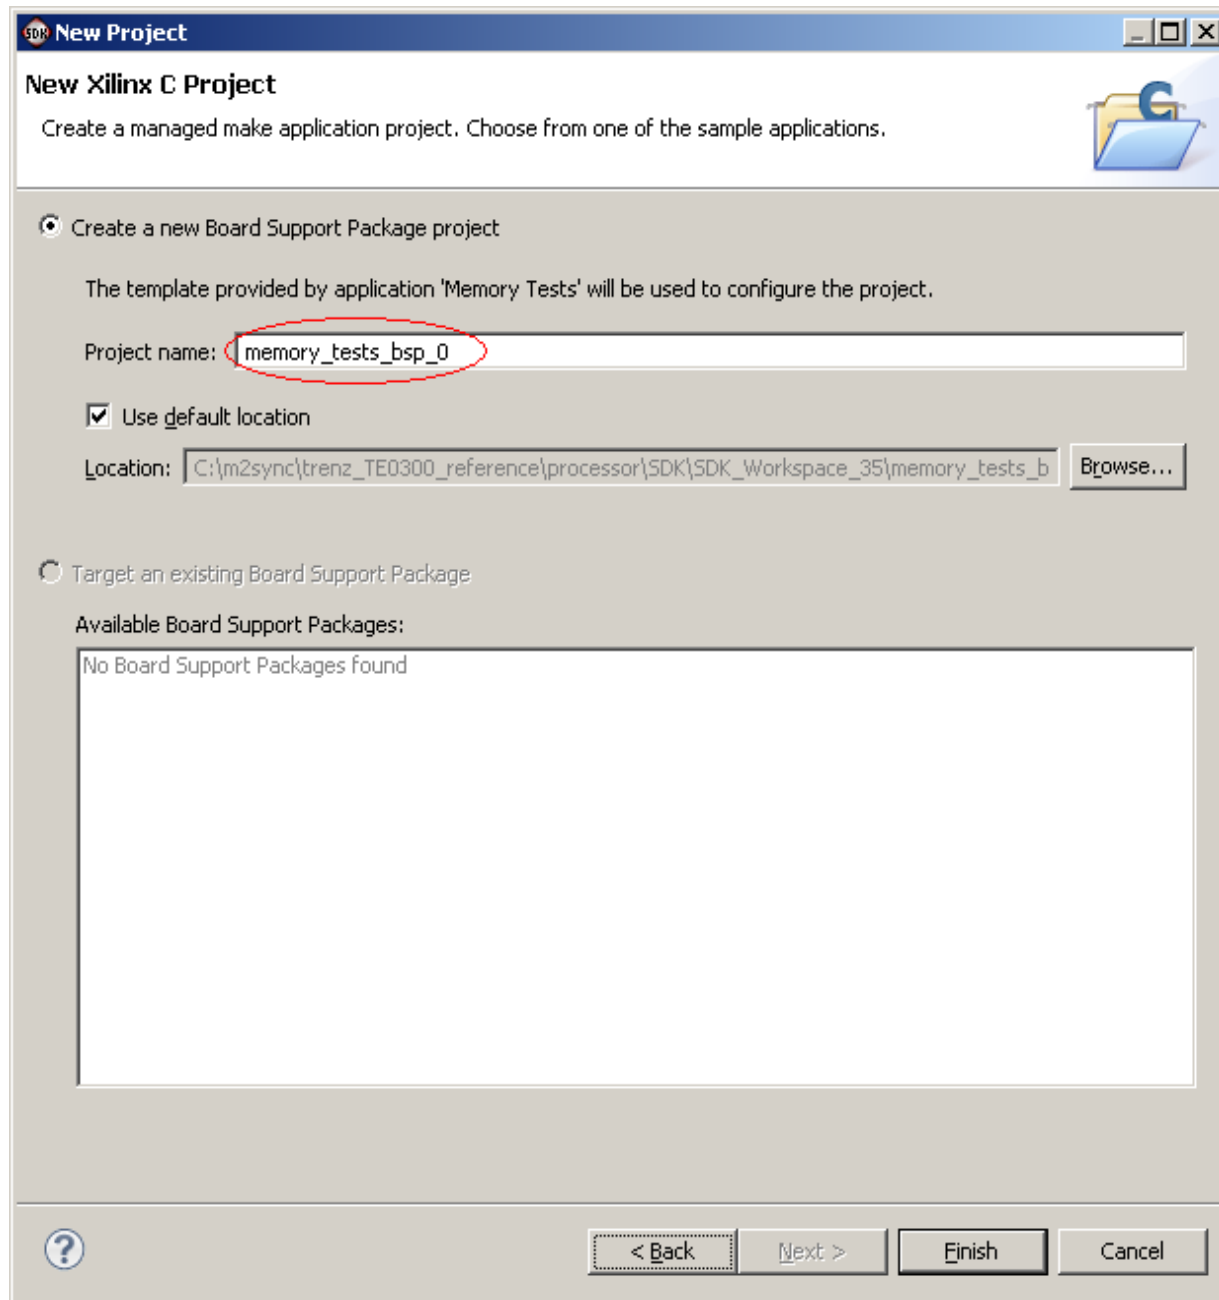 SDK New Project
New Xilinx C Project
Create a managed make application project. Choose from one of the sample applications.
C
Create a new Board Support Package project
The template provided by application 'Memory Tests' will be used to configure the project.
Project name: memory_tests_bsp_0
Use default location
Location: C:\m2sync\trenz_TE0300_reference\processor\SDK\SDK_Workspace_35\memory_tests_b Browse...
Target an existing Board Support Package
Available Board Support Packages:
No Board Support Packages found
? < Back Next > Finish Cancel